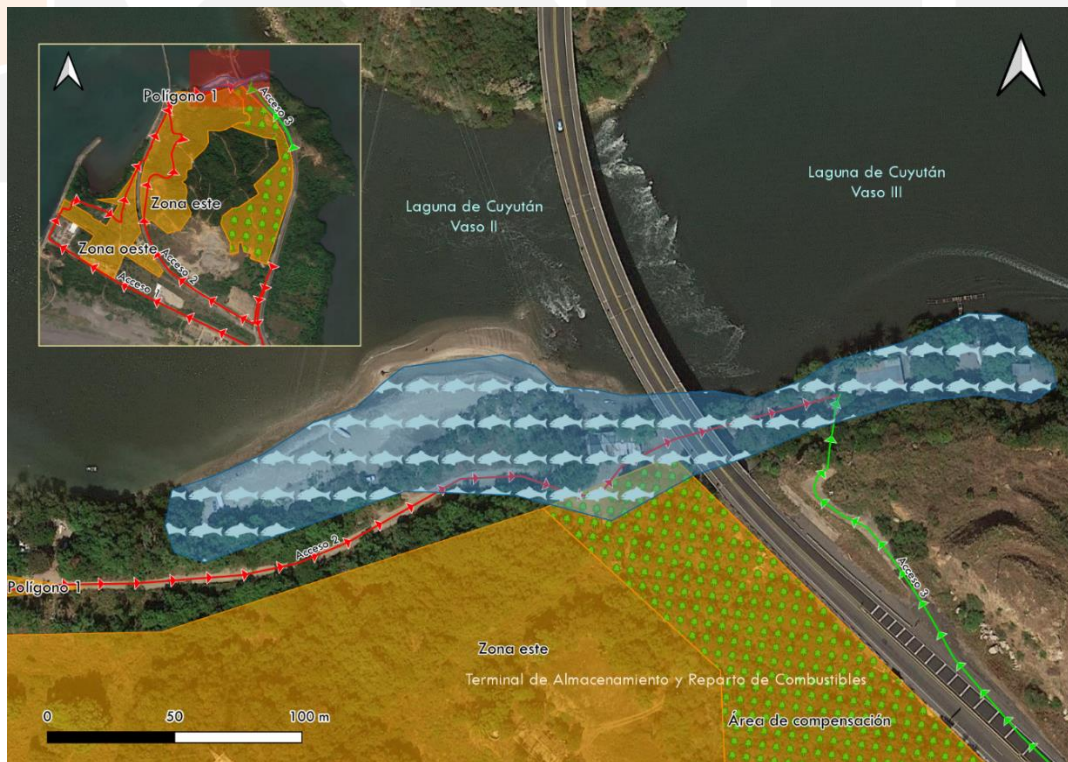 Polígono 1
Acceso 3
Zona este
Zona oeste
Acceso 2
Acceso 1
Laguna de Cuyután
Vaso II
Laguna de Cuyután
Vaso III
Acceso 2
Polígono 1
Acceso 3
Zona este
Terminal de Almacenamiento y Reparto de Combustibles
Área de compensación
0 50 100 m